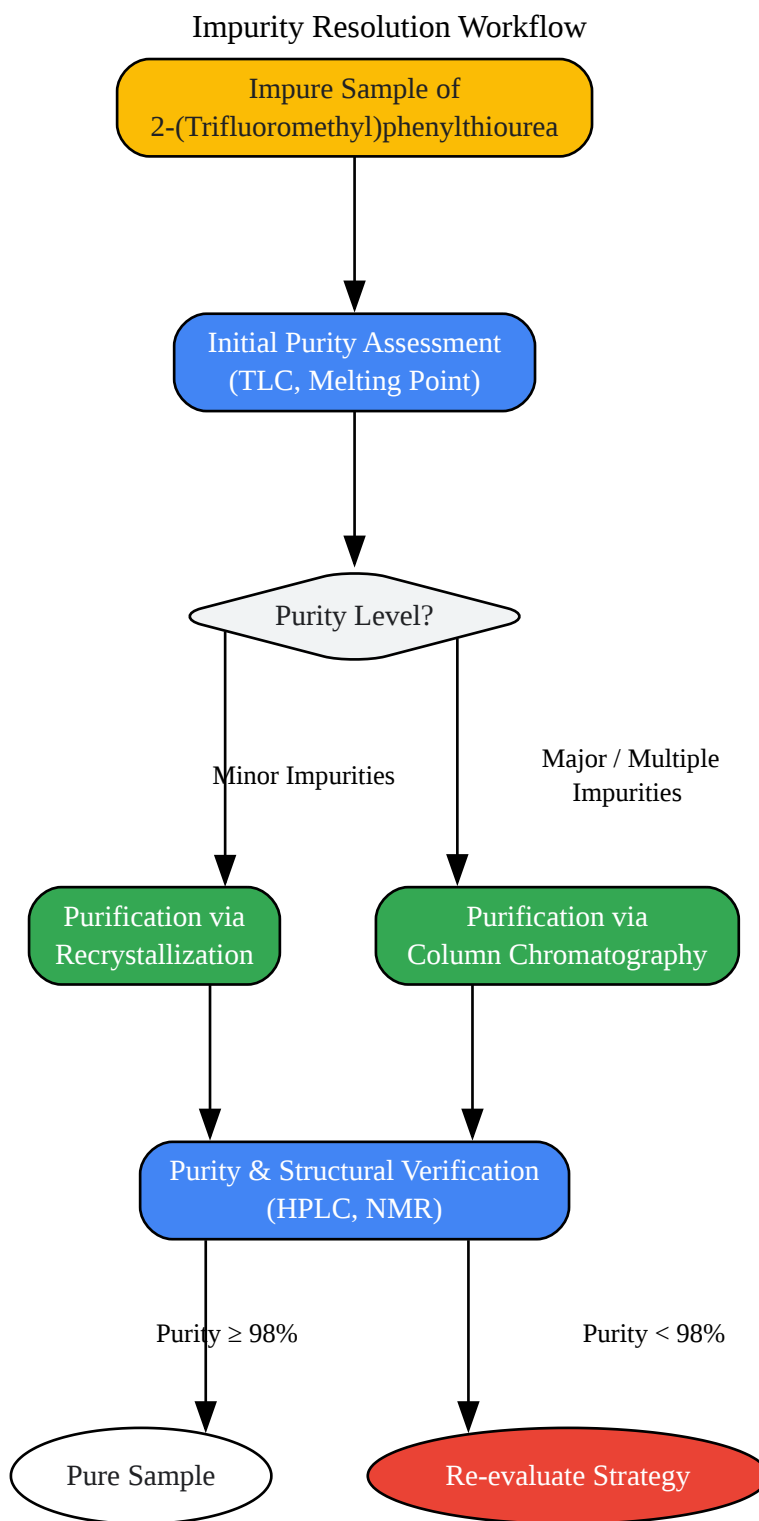 Impurity Resolution Workflow
Impure Sample of
2-(Trifluoromethyl)phenylthiourea
Initial Purity Assessment
(TLC, Melting Point)
Purity Level?
Minor Impurities
Major / Multiple
Impurities
Purification via
Recrystallization
Purification via
Column Chromatography
Purity & Structural Verification
(HPLC, NMR)
Purity ≥ 98%
Purity < 98%
Pure Sample
Re-evaluate Strategy